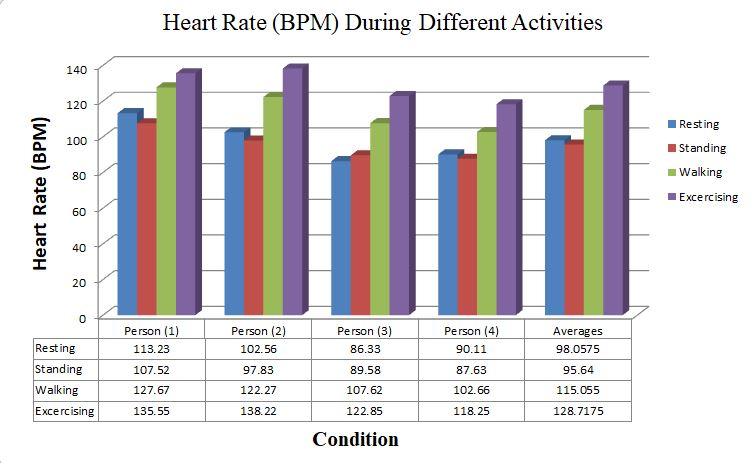 Heart Rate (BPM) During Different Activities
Heart Rate (BPM)
140
120
100
80
60
40
20
0
Resting
Standing
Walking
Excercising
Person (1) Person (2) Person (3) Person (4) Averages
Resting 113.23 102.56 86.33 90.11 98.0575
Standing 107.52 97.83 89.58 87.63 95.64
Walking 127.67 122.27 107.62 102.66 115.055
Excercising 135.55 138.22 122.85 118.25 128.7175
Condition